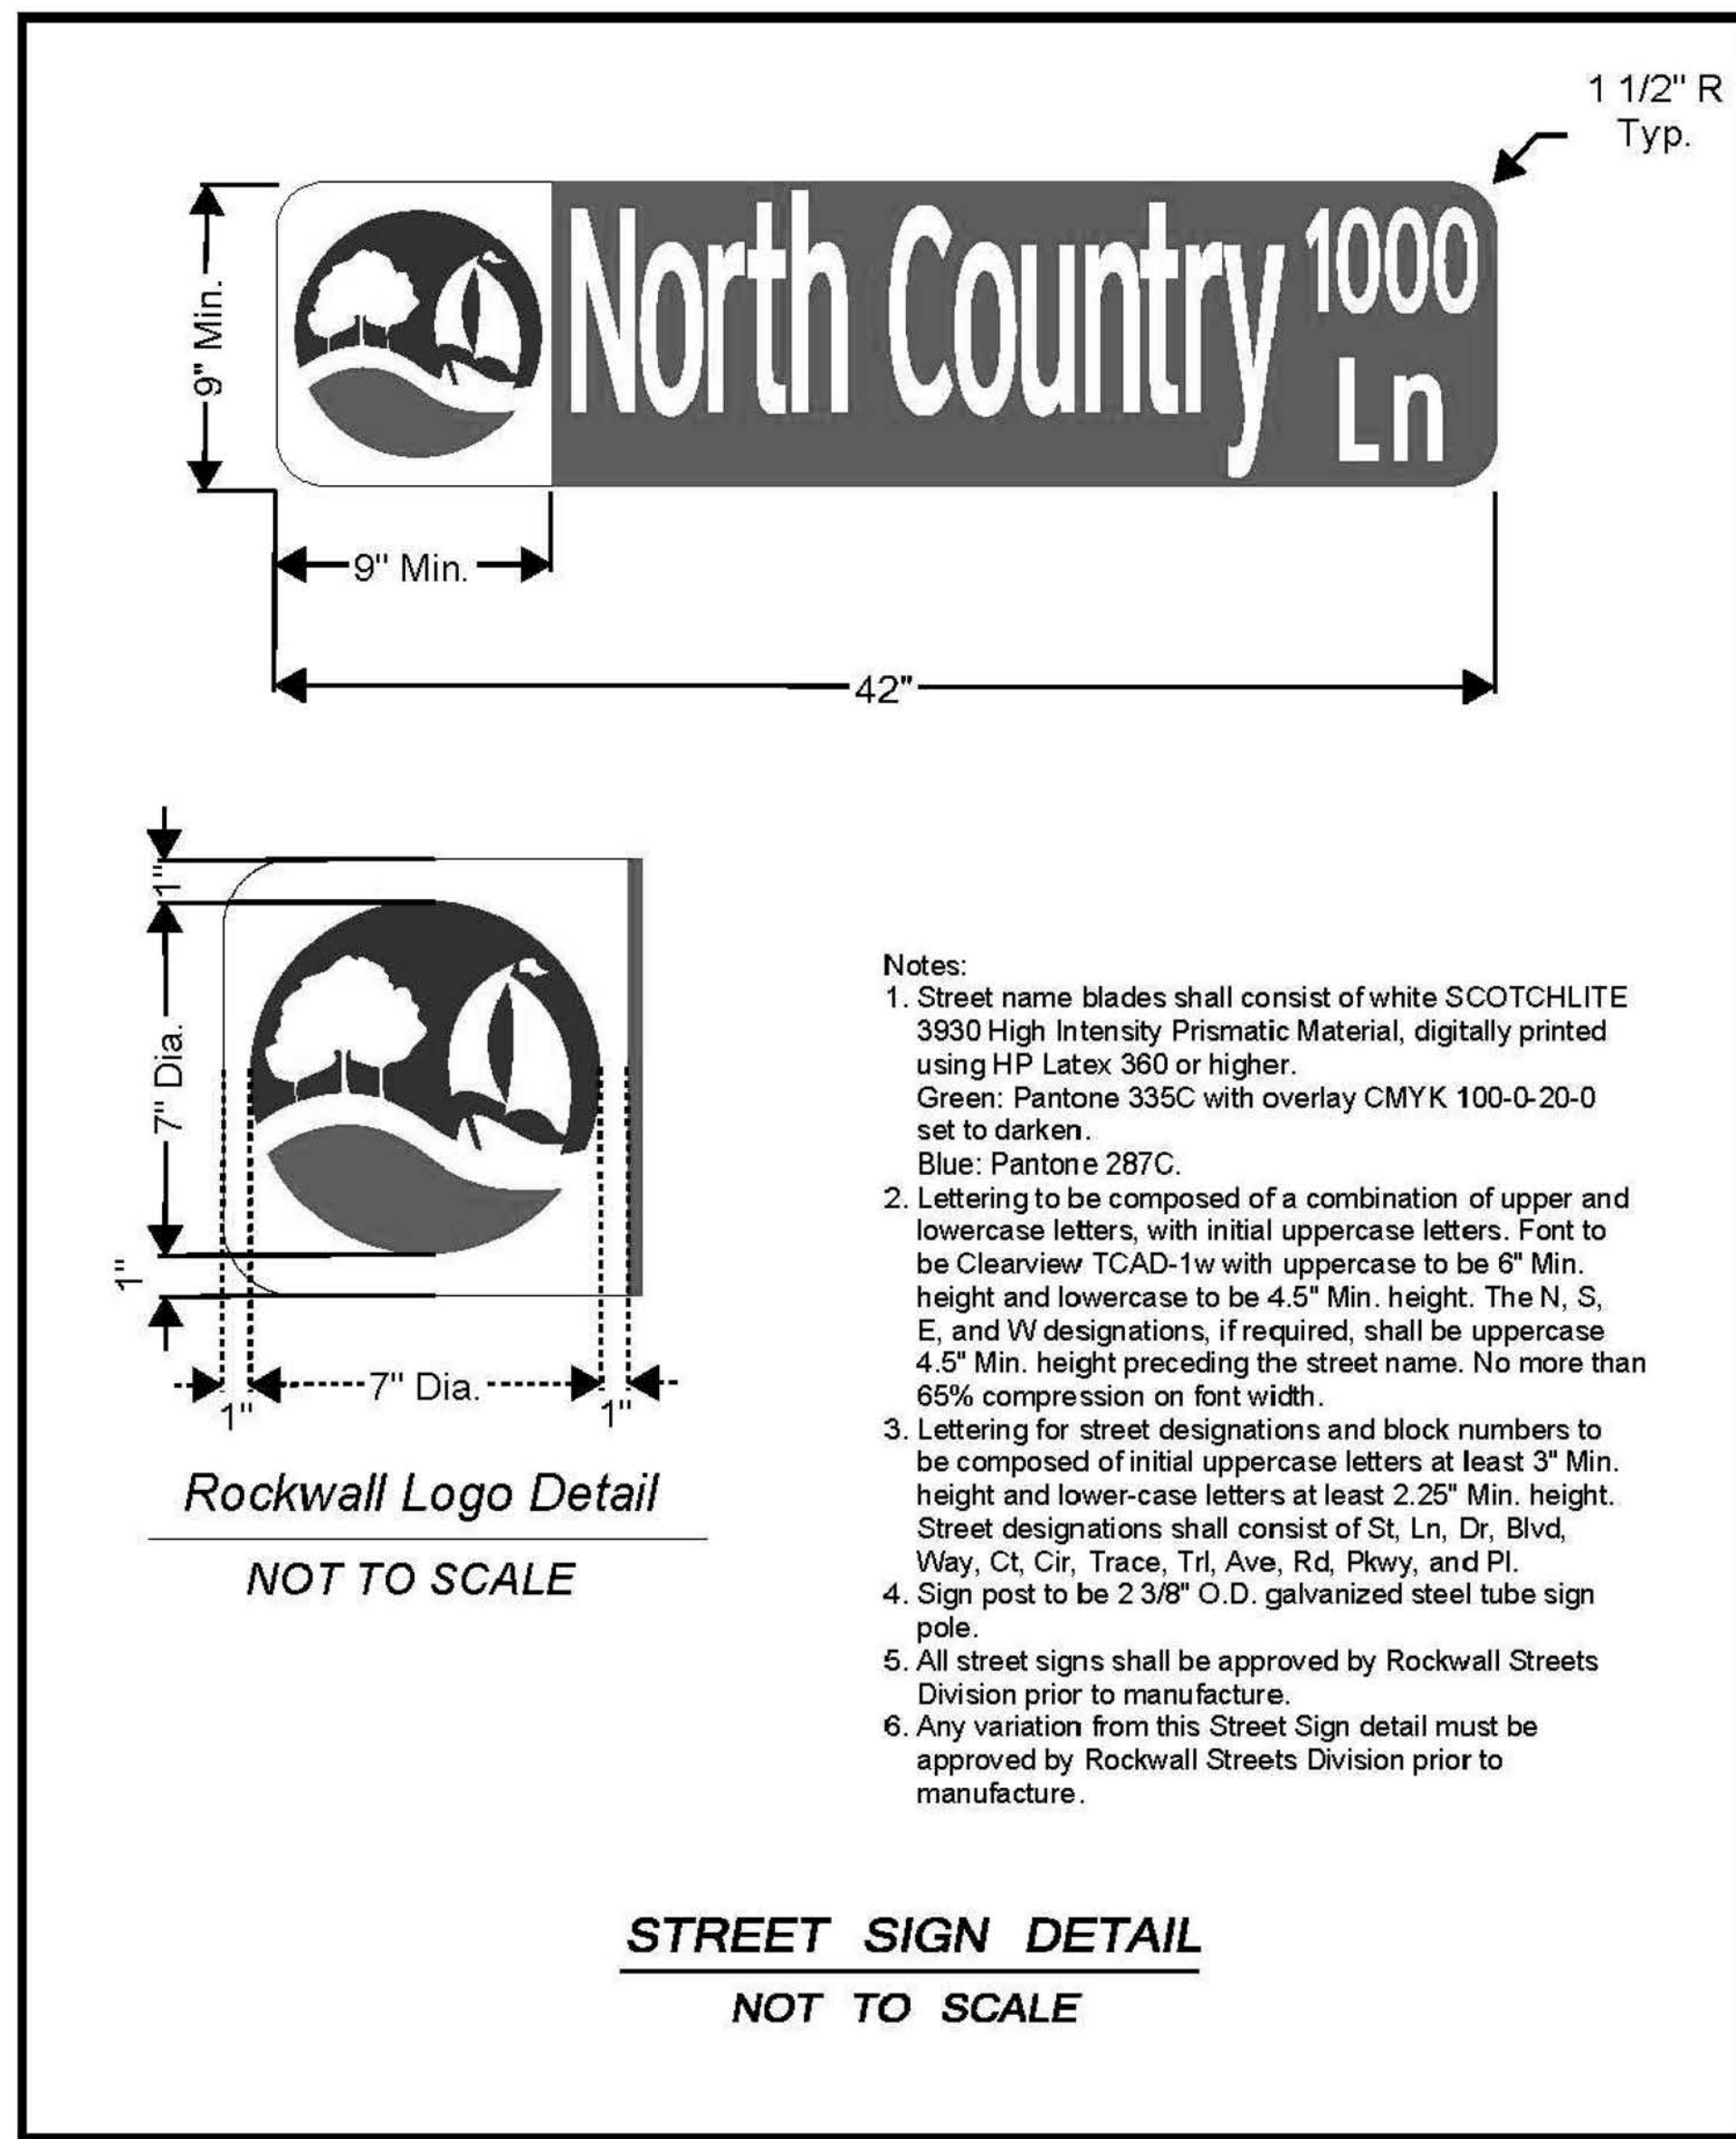 1 1/2" R
Typ.
9" Min.
North Country 1000
Ln
9" Min.
42"
1"
7" Dia.
1"
7" Dia.
1"
1"
Rockwall Logo Detail
NOT TO SCALE
Notes:
1. Street name blades shall consist of white SCOTCHLITE
3930 High Intensity Prismatic Material, digitally printed
using HP Latex 360 or higher.
Green: Pantone 335C with overlay CMYK 100-0-20-0
set to darken.
Blue: Pantone 287C.
2. Lettering to be composed of a combination of upper and
lowercase letters, with initial uppercase letters. Font to
be Clearview TCAD-1w with uppercase to be 6" Min.
height and lowercase to be 4.5" Min. height. The N, S,
E, and W designations, if required, shall be uppercase
4.5" Min. height preceding the street name. No more than
65% compression on font width.
3. Lettering for street designations and block numbers to
be composed of initial uppercase letters at least 3" Min.
height and lower-case letters at least 2.25" Min. height.
Street designations shall consist of St, Ln, Dr, Blvd,
Way, Ct, Cir, Trace, Trl, Ave, Rd, Pkwy, and Pl.
4. Sign post to be 2 3/8" O.D. galvanized steel tube sign
pole.
5. All street signs shall be approved by Rockwall Streets
Division prior to manufacture.
6. Any variation from this Street Sign detail must be
approved by Rockwall Streets Division prior to
manufacture.
STREET SIGN DETAIL
NOT TO SCALE